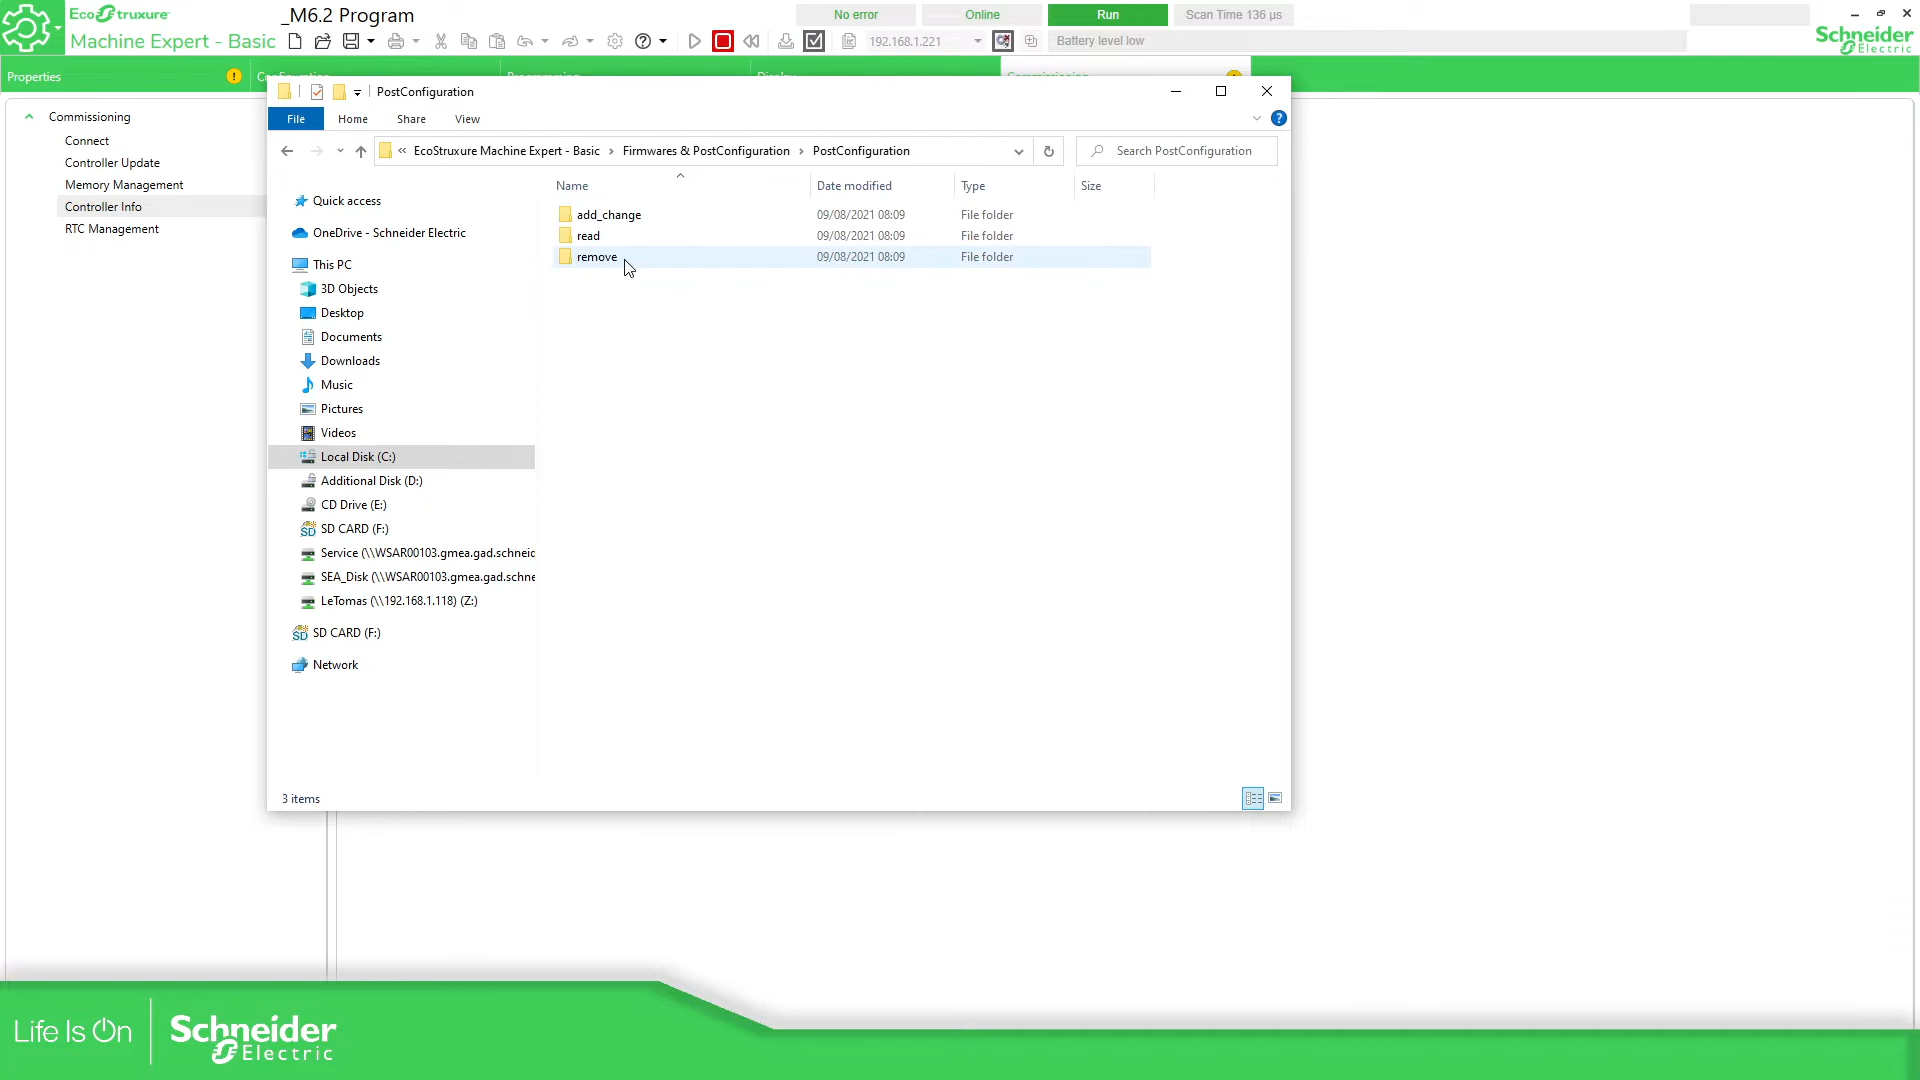 EcoStruxure
Machine Expert - Basic
_M6.2 Program
No error
Online
Run
Scan Time 136 µs
192.168.1.221
Battery level low
Schneider
Electric
Properties
Commissioning
Connect
Controller Update
Memory Management
Controller Info
RTC Management
PostConfiguration
File
Home
Share
View
« EcoStruxure Machine Expert - Basic › Firmwares & PostConfiguration › PostConfiguration
Search PostConfiguration
Name Date modified Type Size
add_change 09/08/2021 08:09 File folder
read 09/08/2021 08:09 File folder
remove 09/08/2021 08:09 File folder
Quick access
OneDrive - Schneider Electric
This PC
3D Objects
Desktop
Documents
Downloads
Music
Pictures
Videos
Local Disk (C:)
Additional Disk (D:)
CD Drive (E:)
SD CARD (F:)
Service (\\WSAR00103.gmea.gad.schneid
SEA_Disk (\\WSAR00103.gmea.gad.schne
LeTomas (\\192.168.1.118) (Z:)
SD CARD (F:)
Network
3 items
Life Is On
Schneider
Electric